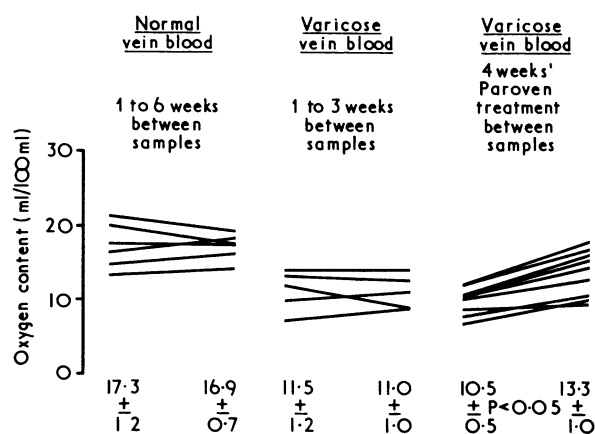 Normal
vein blood
1 to 6 weeks
between
samples
Varicose
vein blood
1 to 3 weeks
between
samples
Varicose
vein blood
4 weeks'
Paroven
treatment
between
samples
Oxygen content (ml/100ml)
30
20
10
0
17·3
±
1·2
16·9
±
0·7
11·5
±
1·2
11·0
±
1·0
10·5
±
0·5
P<0·05
13·3
±
1·0